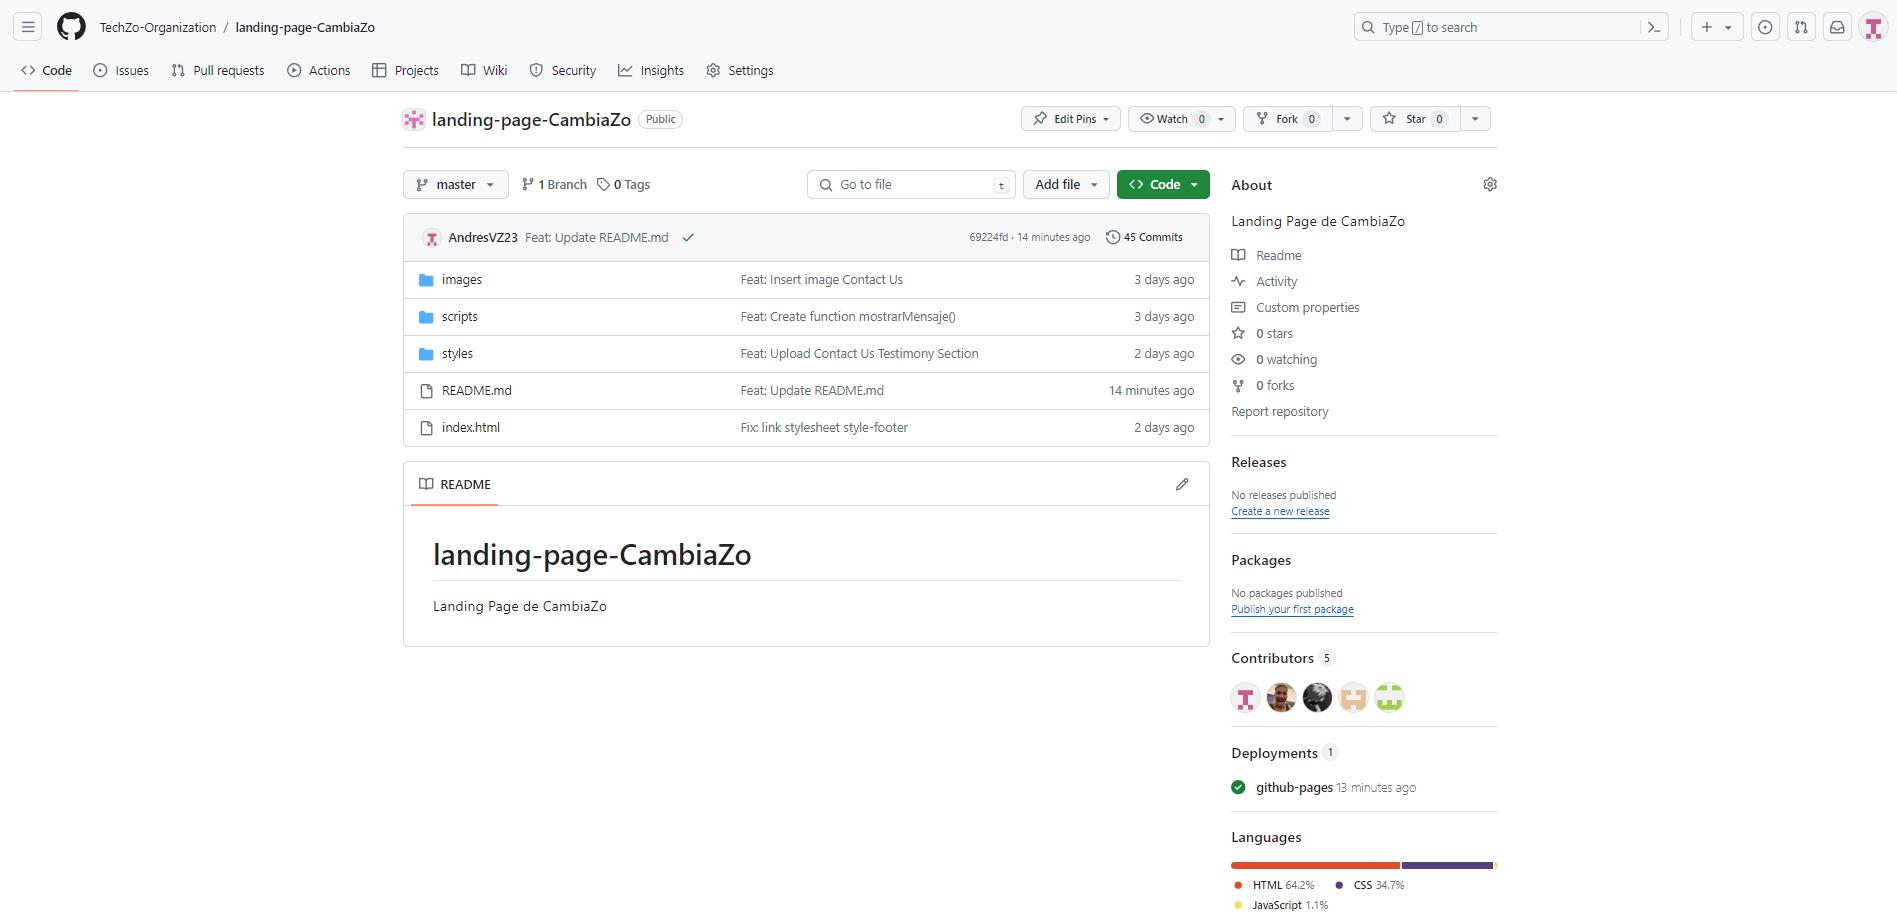 TechZo-Organization / landing-page-CambiaZo
Type / to search
Code Issues Pull requests Actions Projects Wiki Security Insights Settings
landing-page-CambiaZo Public
Edit Pins Watch 0 Fork 0 Star 0
master 1 Branch 0 Tags Go to file t Add file Code
AndresVZ23 Feat: Update README.md 69224fd · 14 minutes ago 45 Commits
images Feat: Insert image Contact Us 3 days ago
scripts Feat: Create function mostrarMensaje() 3 days ago
styles Feat: Upload Contact Us Testimony Section 2 days ago
README.md Feat: Update README.md 14 minutes ago
index.html Fix: link stylesheet style-footer 2 days ago
README
landing-page-CambiaZo
Landing Page de CambiaZo
About
Landing Page de CambiaZo
Readme
Activity
Custom properties
0 stars
0 watching
0 forks
Report repository
Releases
No releases published
Create a new release
Packages
No packages published
Publish your first package
Contributors 5
Deployments 1
github-pages 13 minutes ago
Languages
HTML 64.2% CSS 34.7%
JavaScript 1.1%